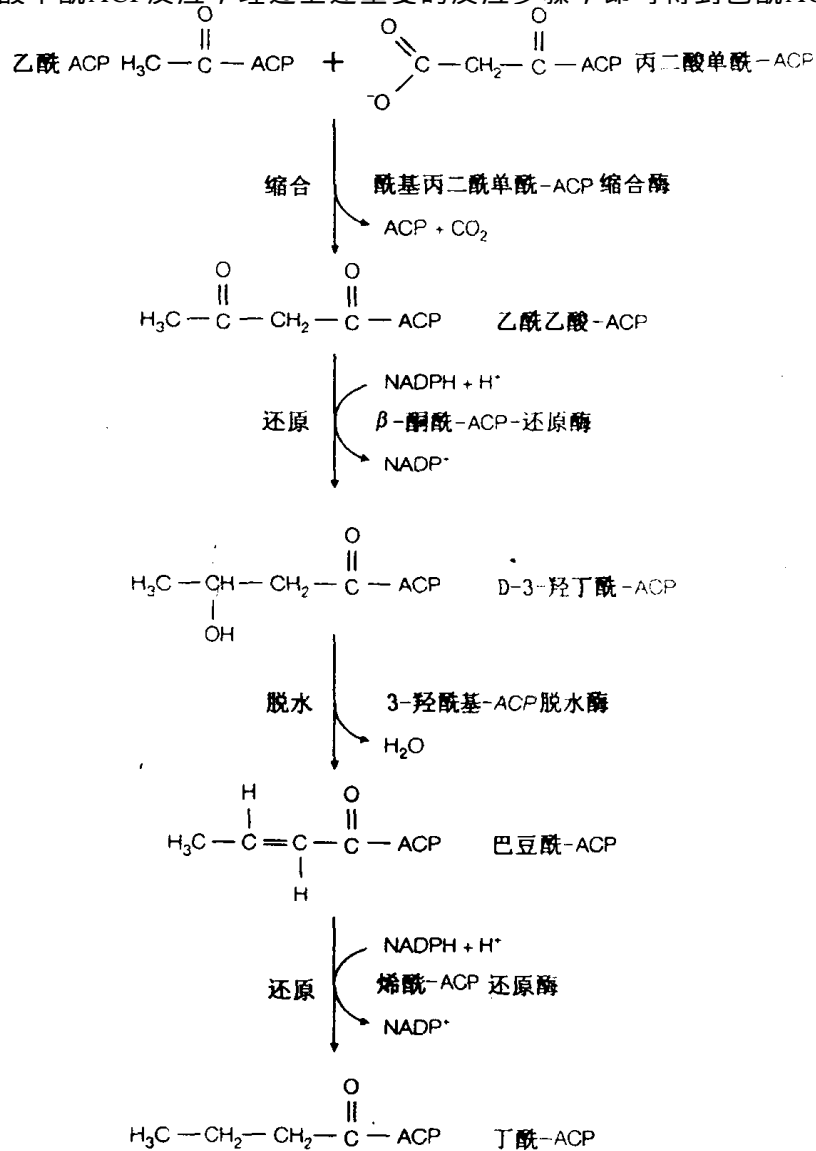 O O O
乙酰 ACP H₃C — C — ACP + C — CH₂ — C — ACP 丙二酸单酰-ACP
⁻O
缩合 酰基丙二酰单酰-ACP 缩合酶
ACP + CO₂
O O
H₃C — C — CH₂ — C — ACP 乙酰乙酸-ACP
NADPH + H⁺
还原 β-酮酰-ACP-还原酶
NADP⁺
O
H₃C — CH — CH₂ — C — ACP D-3-羟丁酰-ACP
OH
脱水 3-羟酰基-ACP脱水酶
H₂O
H O
H₃C — C = C — C — ACP 巴豆酰-ACP
H
NADPH + H⁺
还原 烯酰-ACP 还原酶
NADP⁺
O
H₃C — CH₂ — CH₂ — C — ACP 丁酰-ACP